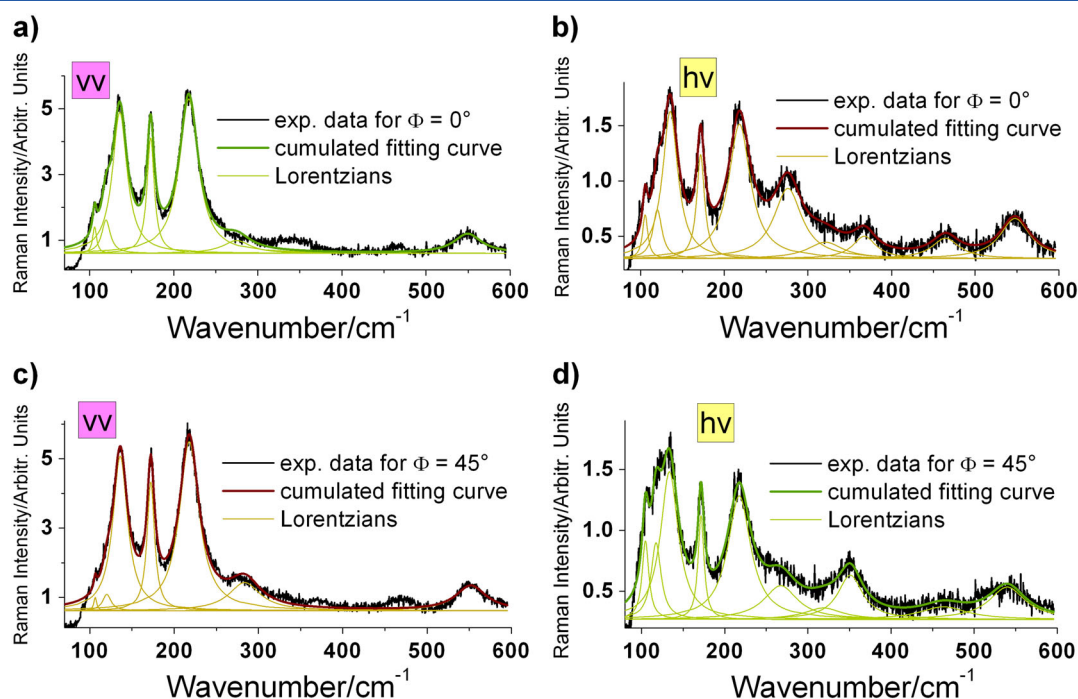 a)
vv
Raman Intensity/Arbitr. Units
5
3
1
exp. data for Φ = 0°
cumulated fitting curve
Lorentzians
100 200 300 400 500 600
Wavenumber/cm⁻¹
b)
hv
Raman Intensity/Arbitr. Units
1.5
1.0
0.5
exp. data for Φ = 0°
cumulated fitting curve
Lorentzians
100 200 300 400 500 600
Wavenumber/cm⁻¹
c)
vv
Raman Intensity/Arbitr. Units
5
3
1
exp. data for Φ = 45°
cumulated fitting curve
Lorentzians
100 200 300 400 500 600
Wavenumber/cm⁻¹
d)
hv
Raman Intensity/Arbitr. Units
1.5
1.0
0.5
exp. data for Φ = 45°
cumulated fitting curve
Lorentzians
100 200 300 400 500 600
Wavenumber/cm⁻¹